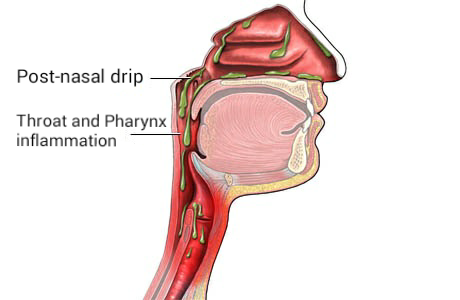 Post-nasal drip
Throat and Pharynx
inflammation